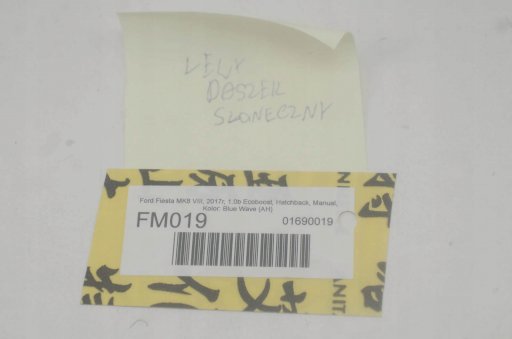 LEWY
DASZEK
SŁONECZNY
Ford Fiesta MK8 VIII, 2017r, 1.0b Ecoboost, Hatchback, Manual,
Kolor: Blue Wave (AH)
FM019
01690019